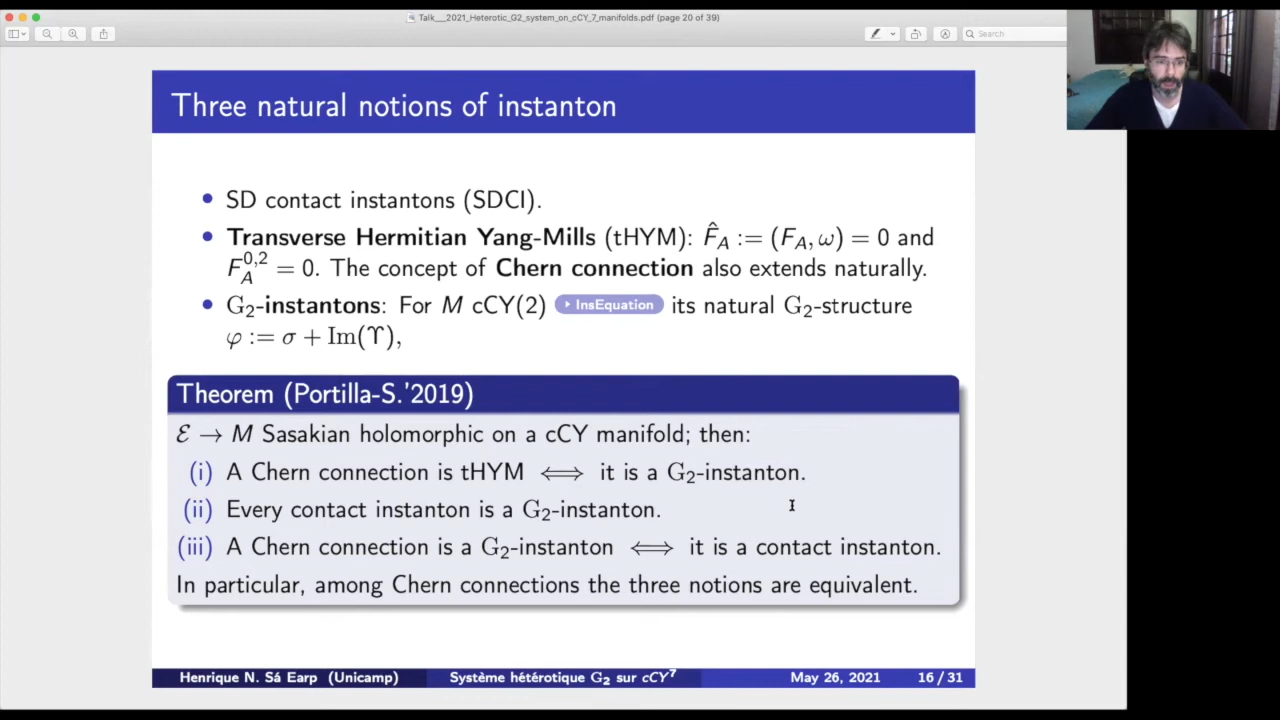 Talk__2021_Heterotic_G2_system_on_cCY_7_manifolds.pdf (page 20 of 39)
Search
Three natural notions of instanton
• SD contact instantons (SDCI).
• Transverse Hermitian Yang-Mills (tHYM): F̂_A := (F_A, ω) = 0 and
F_A^{0,2} = 0. The concept of Chern connection also extends naturally.
• G₂-instantons: For M cCY(2) ▸ InsEquation its natural G₂-structure
φ := σ + Im(ϒ),
Theorem (Portilla-S.'2019)
ℰ → M Sasakian holomorphic on a cCY manifold; then:
(i) A Chern connection is tHYM ⟺ it is a G₂-instanton.
(ii) Every contact instanton is a G₂-instanton.
(iii) A Chern connection is a G₂-instanton ⟺ it is a contact instanton.
In particular, among Chern connections the three notions are equivalent.
Henrique N. Sá Earp (Unicamp) Système hétérotique G₂ sur cCY⁷ May 26, 2021 16 / 31